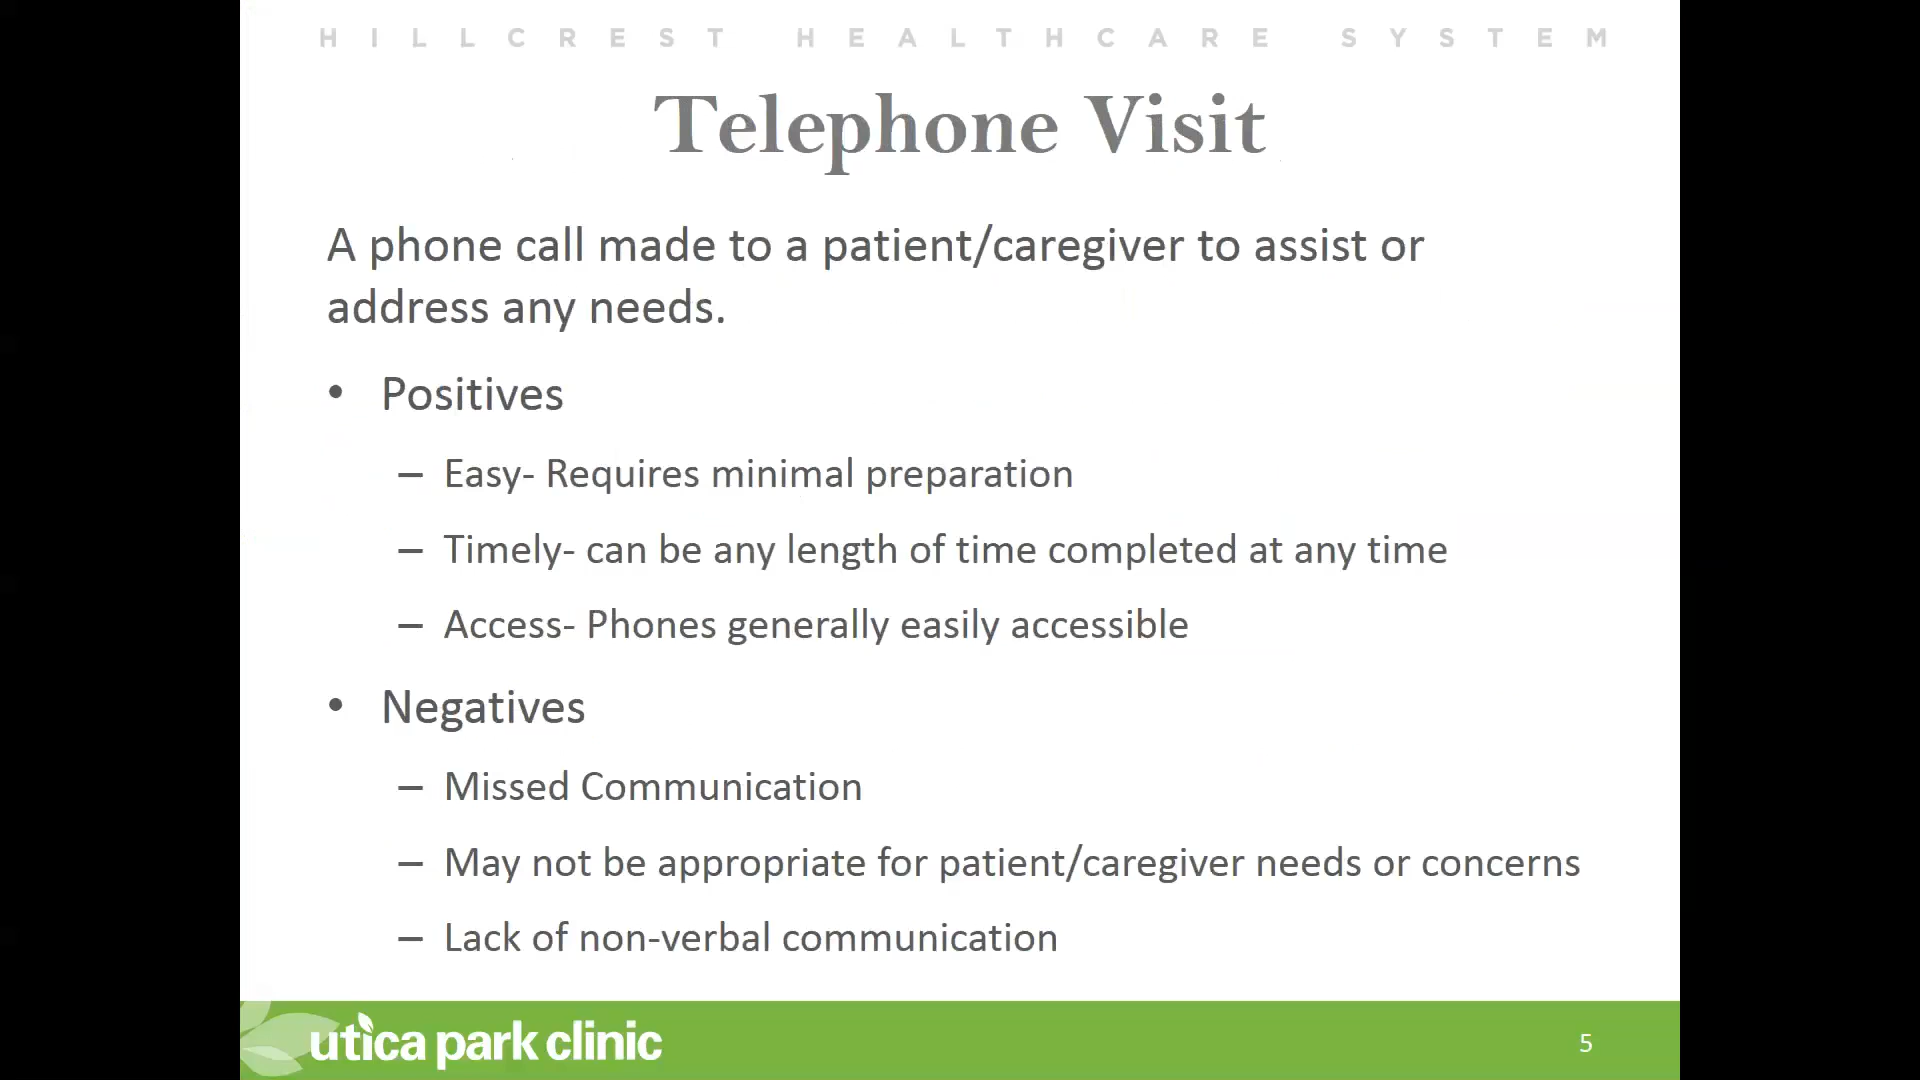 HILLCREST HEALTHCARE SYSTEM
Telephone Visit
A phone call made to a patient/caregiver to assist or
address any needs.
• Positives
– Easy- Requires minimal preparation
– Timely- can be any length of time completed at any time
– Access- Phones generally easily accessible
• Negatives
– Missed Communication
– May not be appropriate for patient/caregiver needs or concerns
– Lack of non-verbal communication
utica park clinic
5